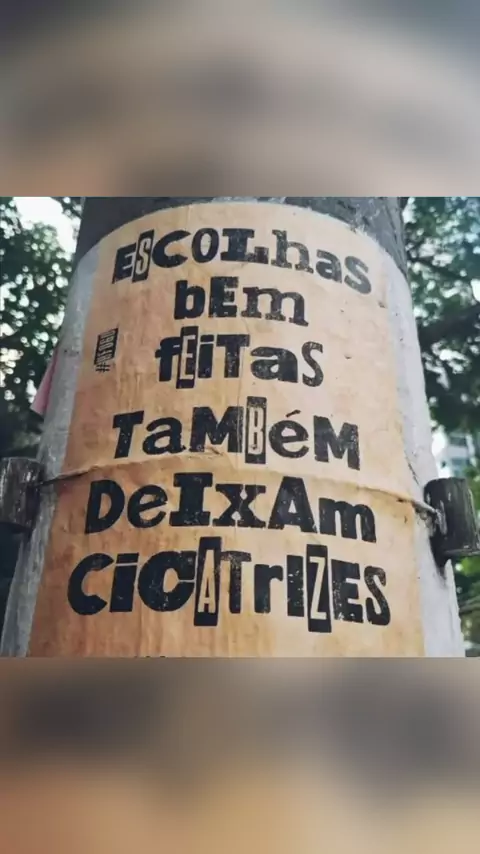 ESCOLhas
bEm
fEiTas
TaMBéM
DeIXAm
CiCATrIZES